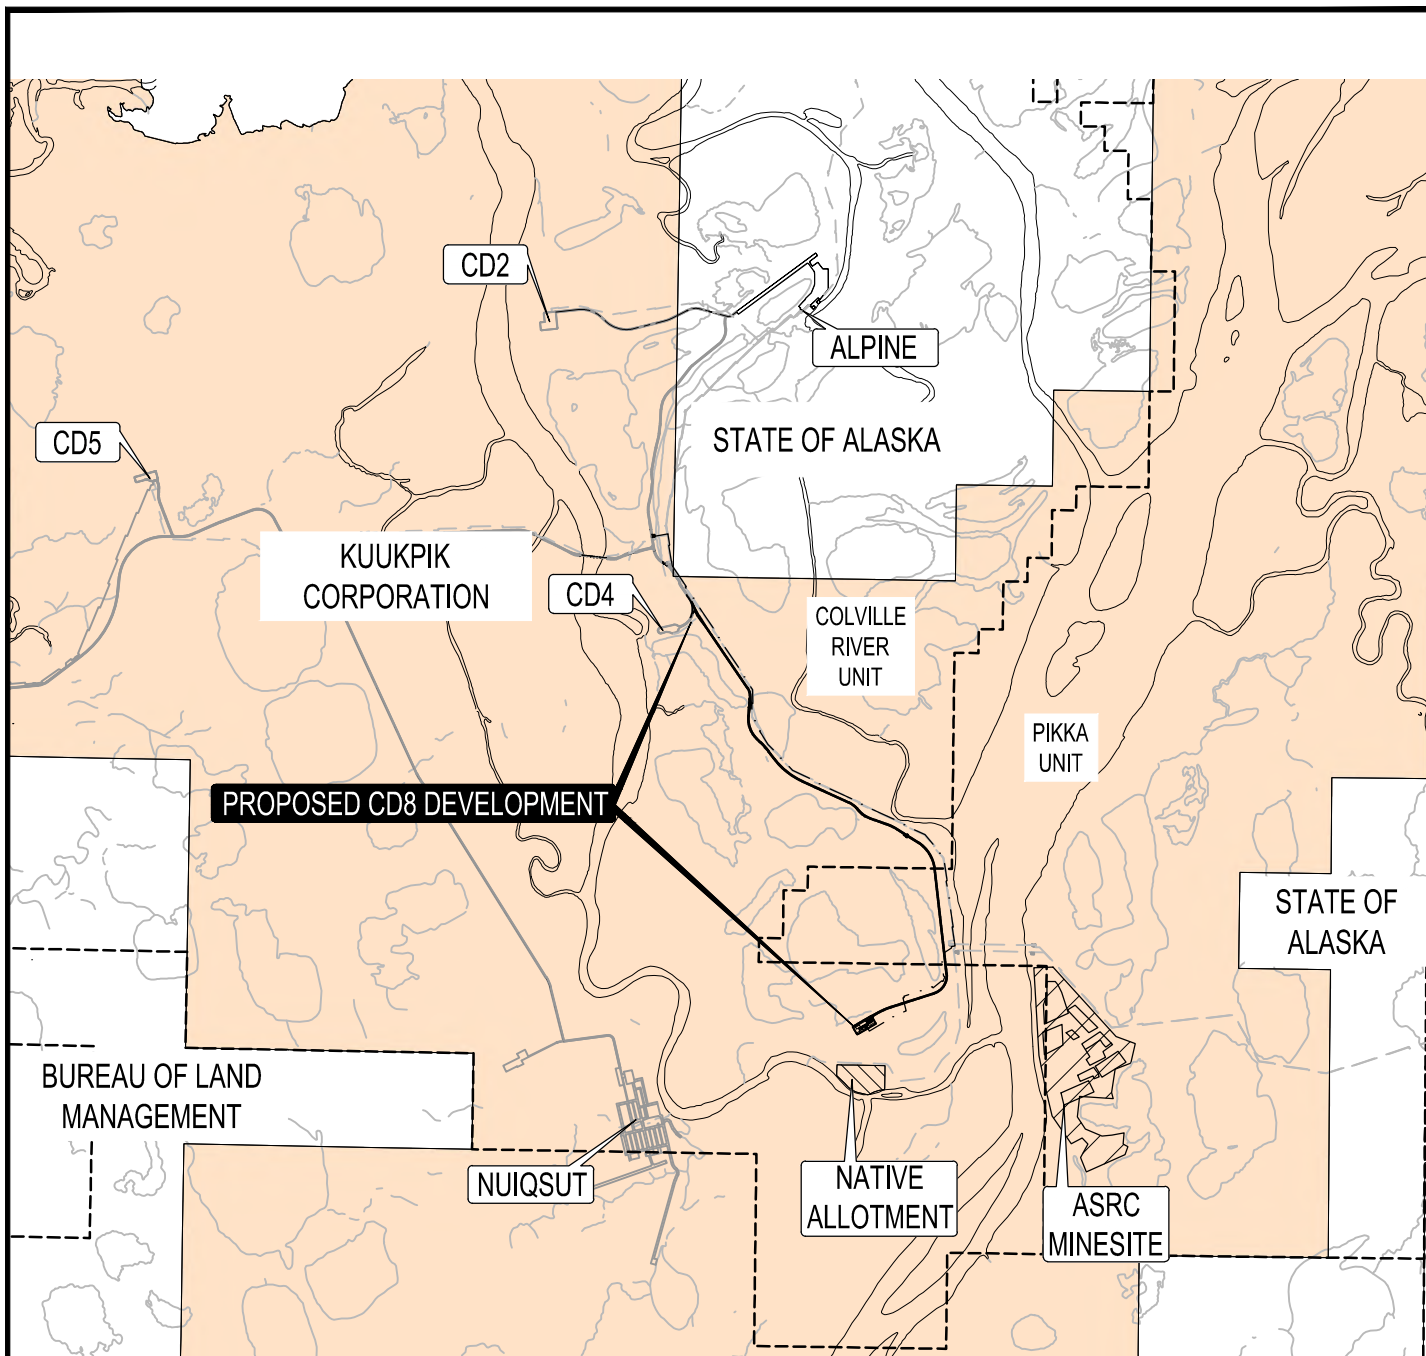 CD2
ALPINE
CD5
STATE OF ALASKA
KUUKPIK
CORPORATION
CD4
COLVILLE
RIVER
UNIT
PIKKA
UNIT
PROPOSED CD8 DEVELOPMENT
STATE OF
ALASKA
BUREAU OF LAND
MANAGEMENT
NUIQSUT
NATIVE
ALLOTMENT
ASRC
MINESITE